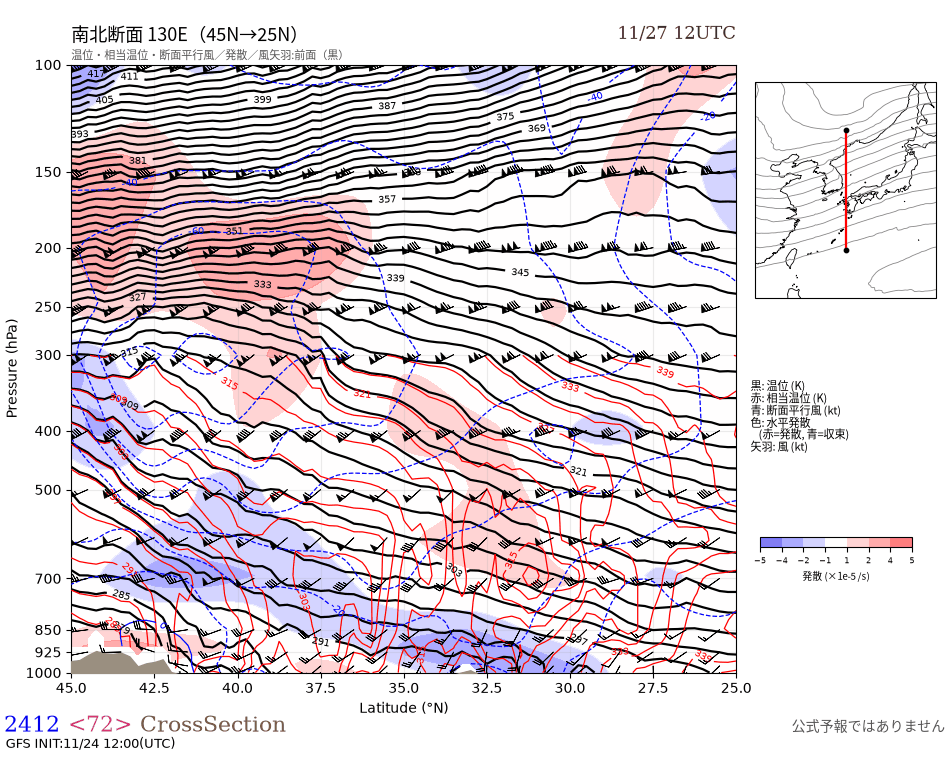 南北断面 130E（45N→25N）
11/27 12UTC
温位・相当温位・断面平行風／発散／風矢羽:前面（黒）
100
150
200
250
300
400
500
700
850
925
1000
Pressure (hPa)
45.0 42.5 40.0 37.5 35.0 32.5 30.0 27.5 25.0
Latitude (°N)
417 411
405
399
393
387
381
375
369
357
351
345
339
333
327
315
309
321
303
297
291
285
-40
-20
-60
315
321
333
339
黒: 温位 (K)
赤: 相当温位 (K)
青: 断面平行風 (kt)
色: 水平発散
(赤=発散, 青=収束)
矢羽: 風 (kt)
−5 −4 −2 −1 1 2 4 5
発散 (×1e-5 /s)
2412 <72> CrossSection
公式予報ではありません
GFS INIT:11/24 12:00(UTC)